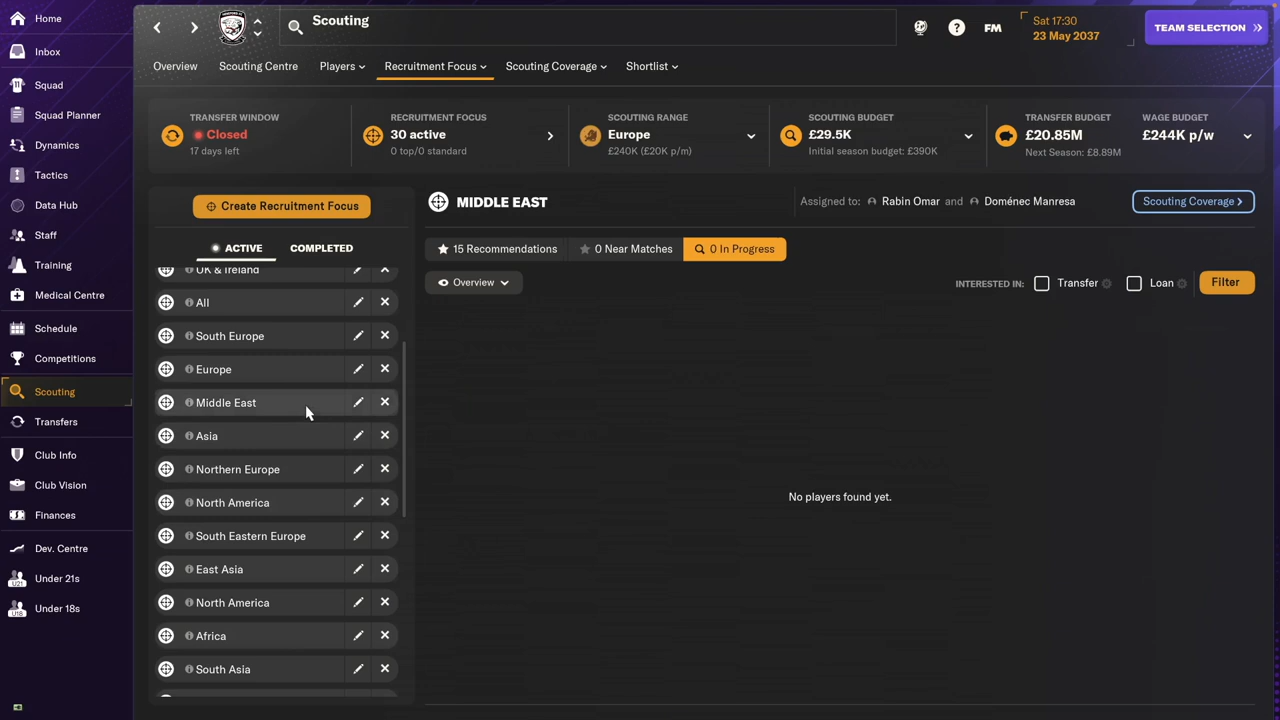 Home
Inbox
Squad
Squad Planner
Dynamics
Tactics
Data Hub
Staff
Training
Medical Centre
Schedule
Competitions
Scouting
Transfers
Club Info
Club Vision
Finances
Dev. Centre
Under 21s
Under 18s
Scouting
FM
Sat 17:30
23 May 2037
TEAM SELECTION
Overview Scouting Centre Players Recruitment Focus Scouting Coverage Shortlist
TRANSFER WINDOW
Closed
17 days left
RECRUITMENT FOCUS
30 active
0 top/0 standard
SCOUTING RANGE
Europe
£240K (£20K p/m)
SCOUTING BUDGET
£29.5K
Initial season budget: £390K
TRANSFER BUDGET
£20.85M
Next Season: £8.89M
WAGE BUDGET
£244K p/w
Create Recruitment Focus
ACTIVE COMPLETED
UK & Ireland
All
South Europe
Europe
Middle East
Asia
Northern Europe
North America
South Eastern Europe
East Asia
North America
Africa
South Asia
MIDDLE EAST
Assigned to: Rabin Omar and Doménec Manresa
Scouting Coverage >
15 Recommendations 0 Near Matches 0 In Progress
Overview
INTERESTED IN: Transfer Loan
Filter
No players found yet.